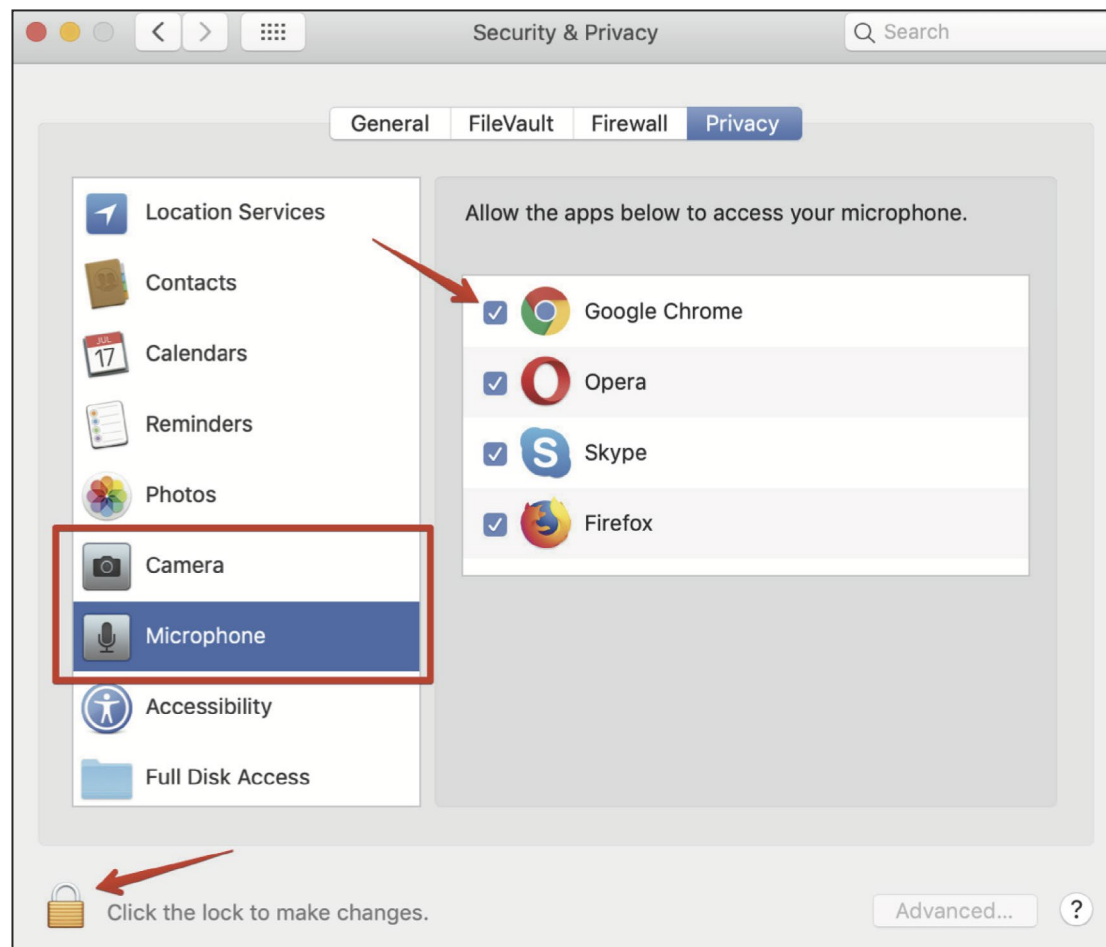 Security & Privacy
Search
General
FileVault
Firewall
Privacy
Location Services
Contacts
JUL
17
Calendars
Reminders
Photos
Camera
Microphone
Accessibility
Full Disk Access
Allow the apps below to access your microphone.
Google Chrome
Opera
S
Skype
Firefox
Click the lock to make changes.
Advanced...
?